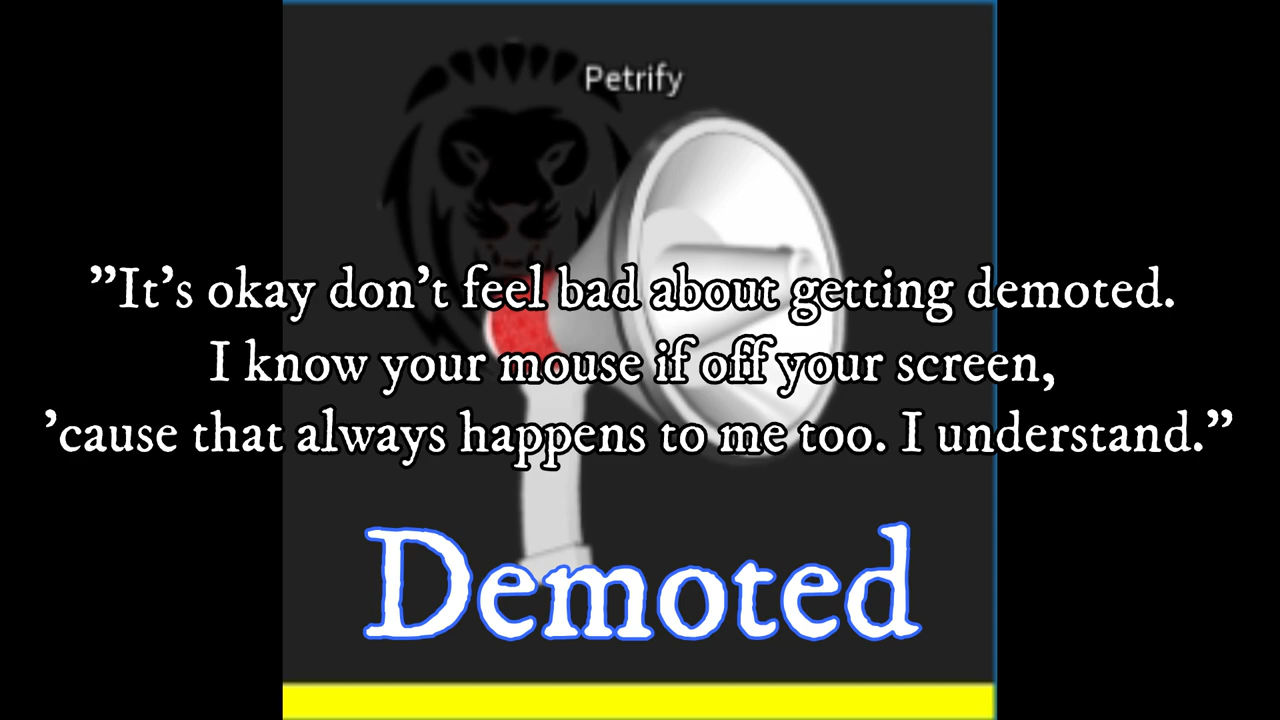 Petrify
”It’s okay don’t feel bad about getting demoted.
I know your mouse if off your screen,
’cause that always happens to me too. I understand.”
Demoted